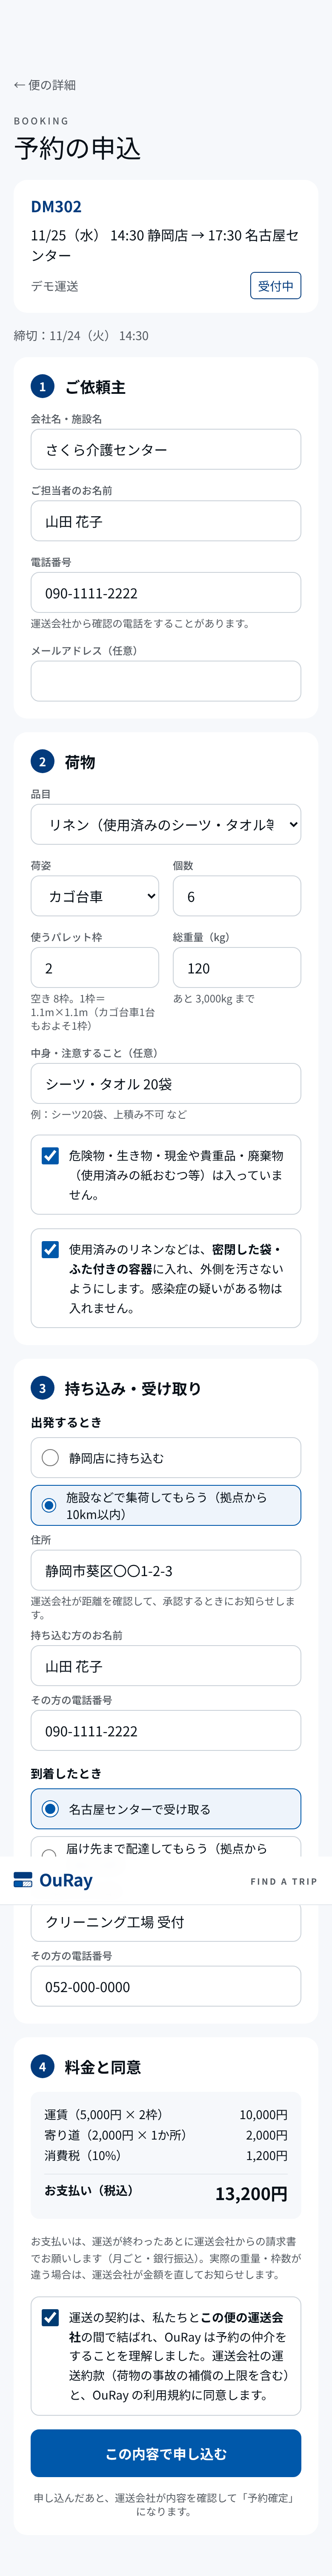 ← 便の詳細
BOOKING
予約の申込
DM302
11/25（水） 14:30 静岡店 → 17:30 名古屋セ
ンター
デモ運送
受付中
締切：11/24（火） 14:30
1 ご依頼主
会社名・施設名
さくら介護センター
ご担当者のお名前
山田 花子
電話番号
090-1111-2222
運送会社から確認の電話をすることがあります。
メールアドレス（任意）
2 荷物
品目
リネン（使用済みのシーツ・タオル等
荷姿 個数
カゴ台車 6
使うパレット枠 総重量（kg）
2 120
空き 8枠。1枠＝ あと 3,000kg まで
1.1m×1.1m（カゴ台車1台
もおよそ1枠）
中身・注意すること（任意）
シーツ・タオル 20袋
例：シーツ20袋、上積み不可 など
危険物・生き物・現金や貴重品・廃棄物
（使用済みの紙おむつ等）は入っていま
せん。
使用済みのリネンなどは、密閉した袋・
ふた付きの容器に入れ、外側を汚さない
ようにします。感染症の疑いがある物は
入れません。
3 持ち込み・受け取り
出発するとき
静岡店に持ち込む
施設などで集荷してもらう（拠点から
10km以内）
住所
静岡市葵区〇〇1-2-3
運送会社が距離を確認して、承認するときにお知らせしま
す。
持ち込む方のお名前
山田 花子
その方の電話番号
090-1111-2222
到着したとき
名古屋センターで受け取る
届け先まで配達してもらう（拠点から
OuRay FIND A TRIP
クリーニング工場 受付
その方の電話番号
052-000-0000
4 料金と同意
運賃（5,000円 × 2枠） 10,000円
寄り道（2,000円 × 1か所） 2,000円
消費税（10%） 1,200円
お支払い（税込） 13,200円
お支払いは、運送が終わったあとに運送会社からの請求書
でお願いします（月ごと・銀行振込）。実際の重量・枠数が
違う場合は、運送会社が金額を直してお知らせします。
運送の契約は、私たちとこの便の運送会
社の間で結ばれ、OuRay は予約の仲介を
することを理解しました。運送会社の運
送約款（荷物の事故の補償の上限を含む）
と、OuRay の利用規約に同意します。
この内容で申し込む
申し込んだあと、運送会社が内容を確認して「予約確定」
になります。